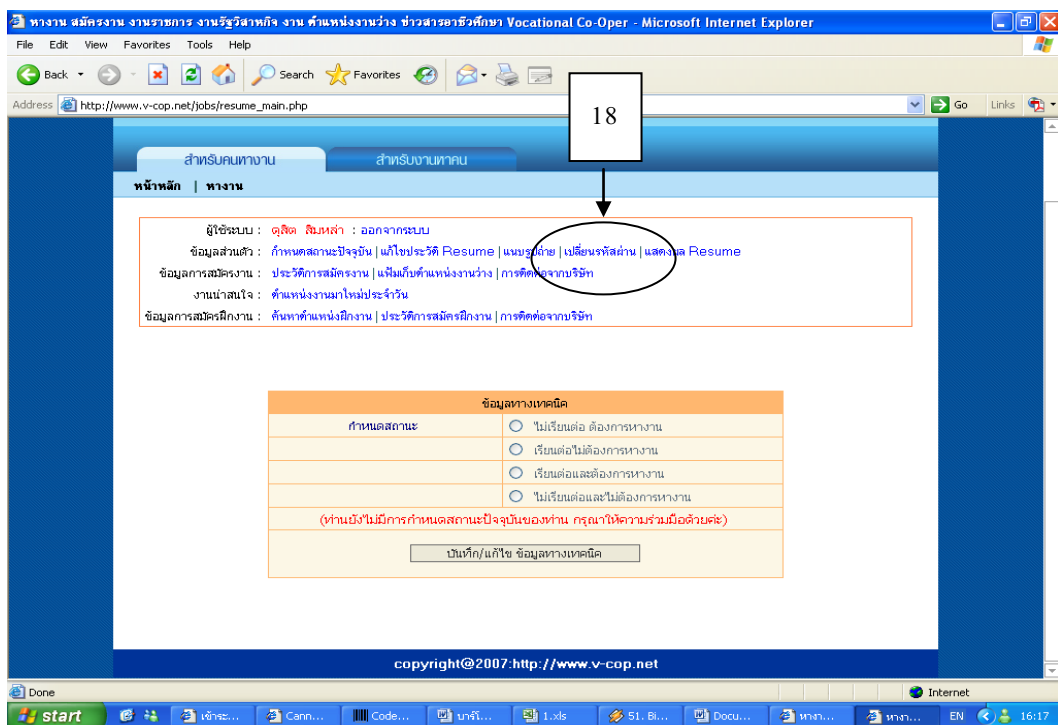 หางาน สมัครงาน งานราชการ งานรัฐวิสาหกิจ งาน ตำแหน่งงานว่าง ข่าวสารอาชีวศึกษา Vocational Co-Oper - Microsoft Internet Explorer
File Edit View Favorites Tools Help
Back Search Favorites
Address http://www.v-cop.net/jobs/resume_main.php Go Links
18
สำหรับคนหางาน สำหรับงานหาคน
หน้าหลัก | หางาน
ผู้ใช้ระบบ : ดุสิต สิมหล่า : ออกจากระบบ
ข้อมูลส่วนตัว : กำหนดสถานะปัจจุบัน | แก้ไขประวัติ Resume | แนบรูปถ่าย | เปลี่ยนรหัสผ่าน | แสดงผล Resume
ข้อมูลการสมัครงาน : ประวัติการสมัครงาน | แฟ้มเก็บตำแหน่งงานว่าง | การติดต่อจากบริษัท
งานน่าสนใจ : ตำแหน่งงานมาใหม่ประจำวัน
ข้อมูลการสมัครฝึกงาน : ค้นหาตำแหน่งฝึกงาน | ประวัติการสมัครฝึกงาน | การติดต่อจากบริษัท
ข้อมูลทางเทคนิค
กำหนดสถานะ ไม่เรียนต่อ ต้องการหางาน
เรียนต่อไม่ต้องการหางาน
เรียนต่อและต้องการหางาน
ไม่เรียนต่อและไม่ต้องการหางาน
(ท่านยังไม่มีการกำหนดสถานะปัจจุบันของท่าน กรุณาให้ความร่วมมือด้วยค่ะ)
บันทึก/แก้ไข ข้อมูลทางเทคนิค
copyright@2007:http://www.v-cop.net
Done Internet
start เข้าระ... Cann... Code... บาร์โ... 1.xls 51. Bi... Docu... หางา... หางา... EN 16:17